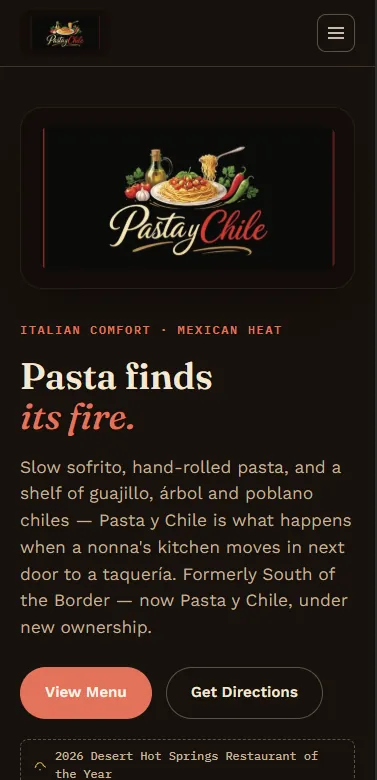 Pasta y Chile
Pasta y Chile
ITALIAN COMFORT · MEXICAN HEAT
Pasta finds
its fire.
Slow sofrito, hand-rolled pasta, and a
shelf of guajillo, árbol and poblano
chiles — Pasta y Chile is what happens
when a nonna's kitchen moves in next
door to a taquería. Formerly South of
the Border — now Pasta y Chile, under
new ownership.
View Menu
Get Directions
2026 Desert Hot Springs Restaurant of
the Year